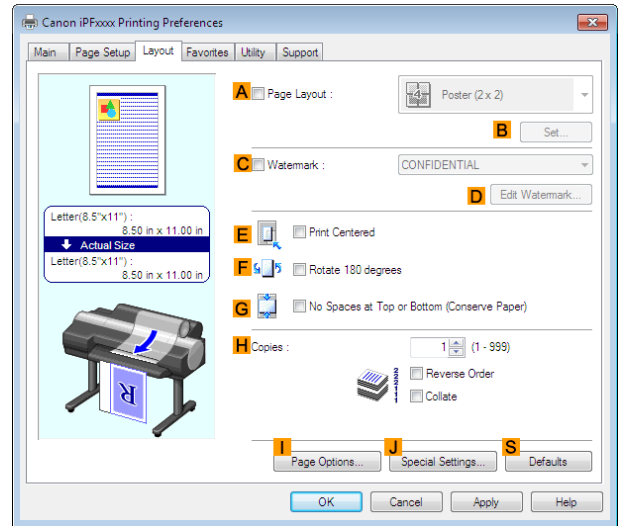 Canon iPFxxxx Printing Preferences
Main Page Setup Layout Favorites Utility Support
A Page Layout : 4 Poster (2 x 2)
B Set...
C Watermark : CONFIDENTIAL
D Edit Watermark...
Letter(8.5"x11") :
8.50 in x 11.00 in
Actual Size
Letter(8.5"x11") :
8.50 in x 11.00 in
E Print Centered
F Rotate 180 degrees
G No Spaces at Top or Bottom (Conserve Paper)
H Copies : 1 (1 - 999)
Reverse Order
Collate
222111
R
I Page Options...
J Special Settings...
S Defaults
OK Cancel Apply Help